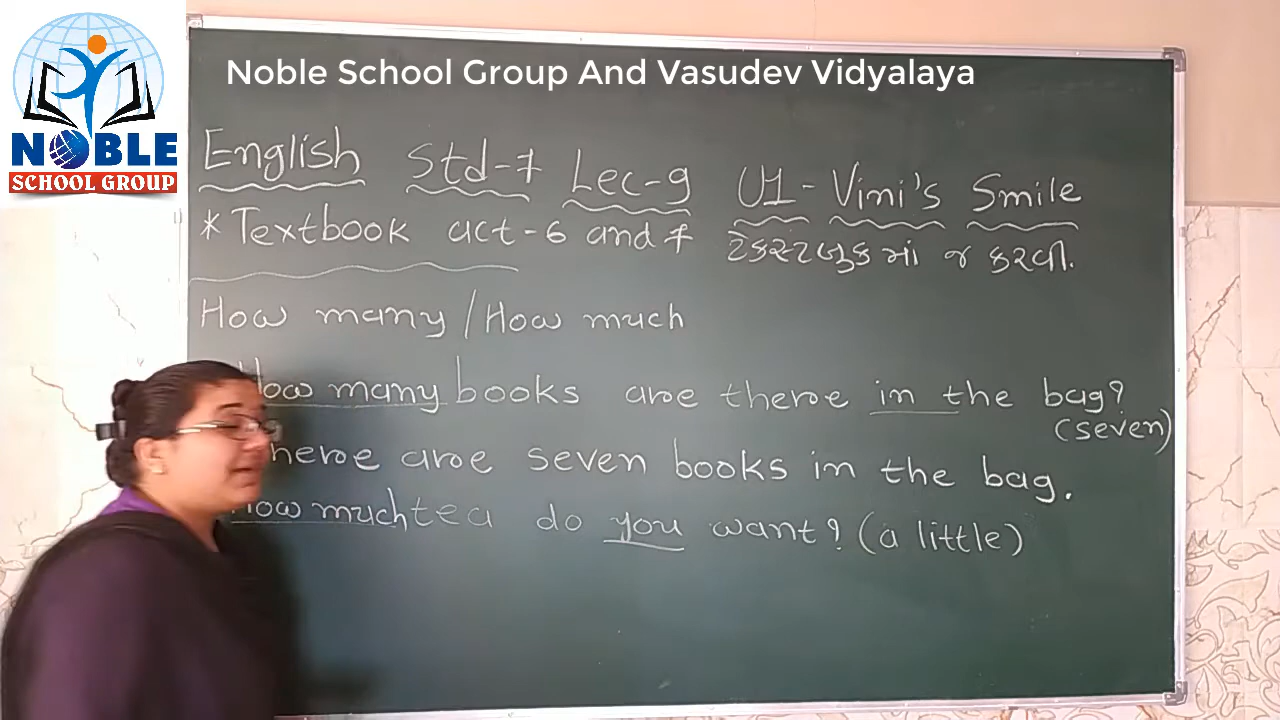 Noble School Group And Vasudev Vidyalaya
NOBLE
SCHOOL GROUP
English Std-7 Lec-9 U1- Vimi's Smile
* Textbook act-6 and 7 ટેકસ્ટબુક માં જ કરવી.
How many / How much
How many books are there in the bag?
(seven)
There are seven books in the bag.
How much tea do you want? (a little)